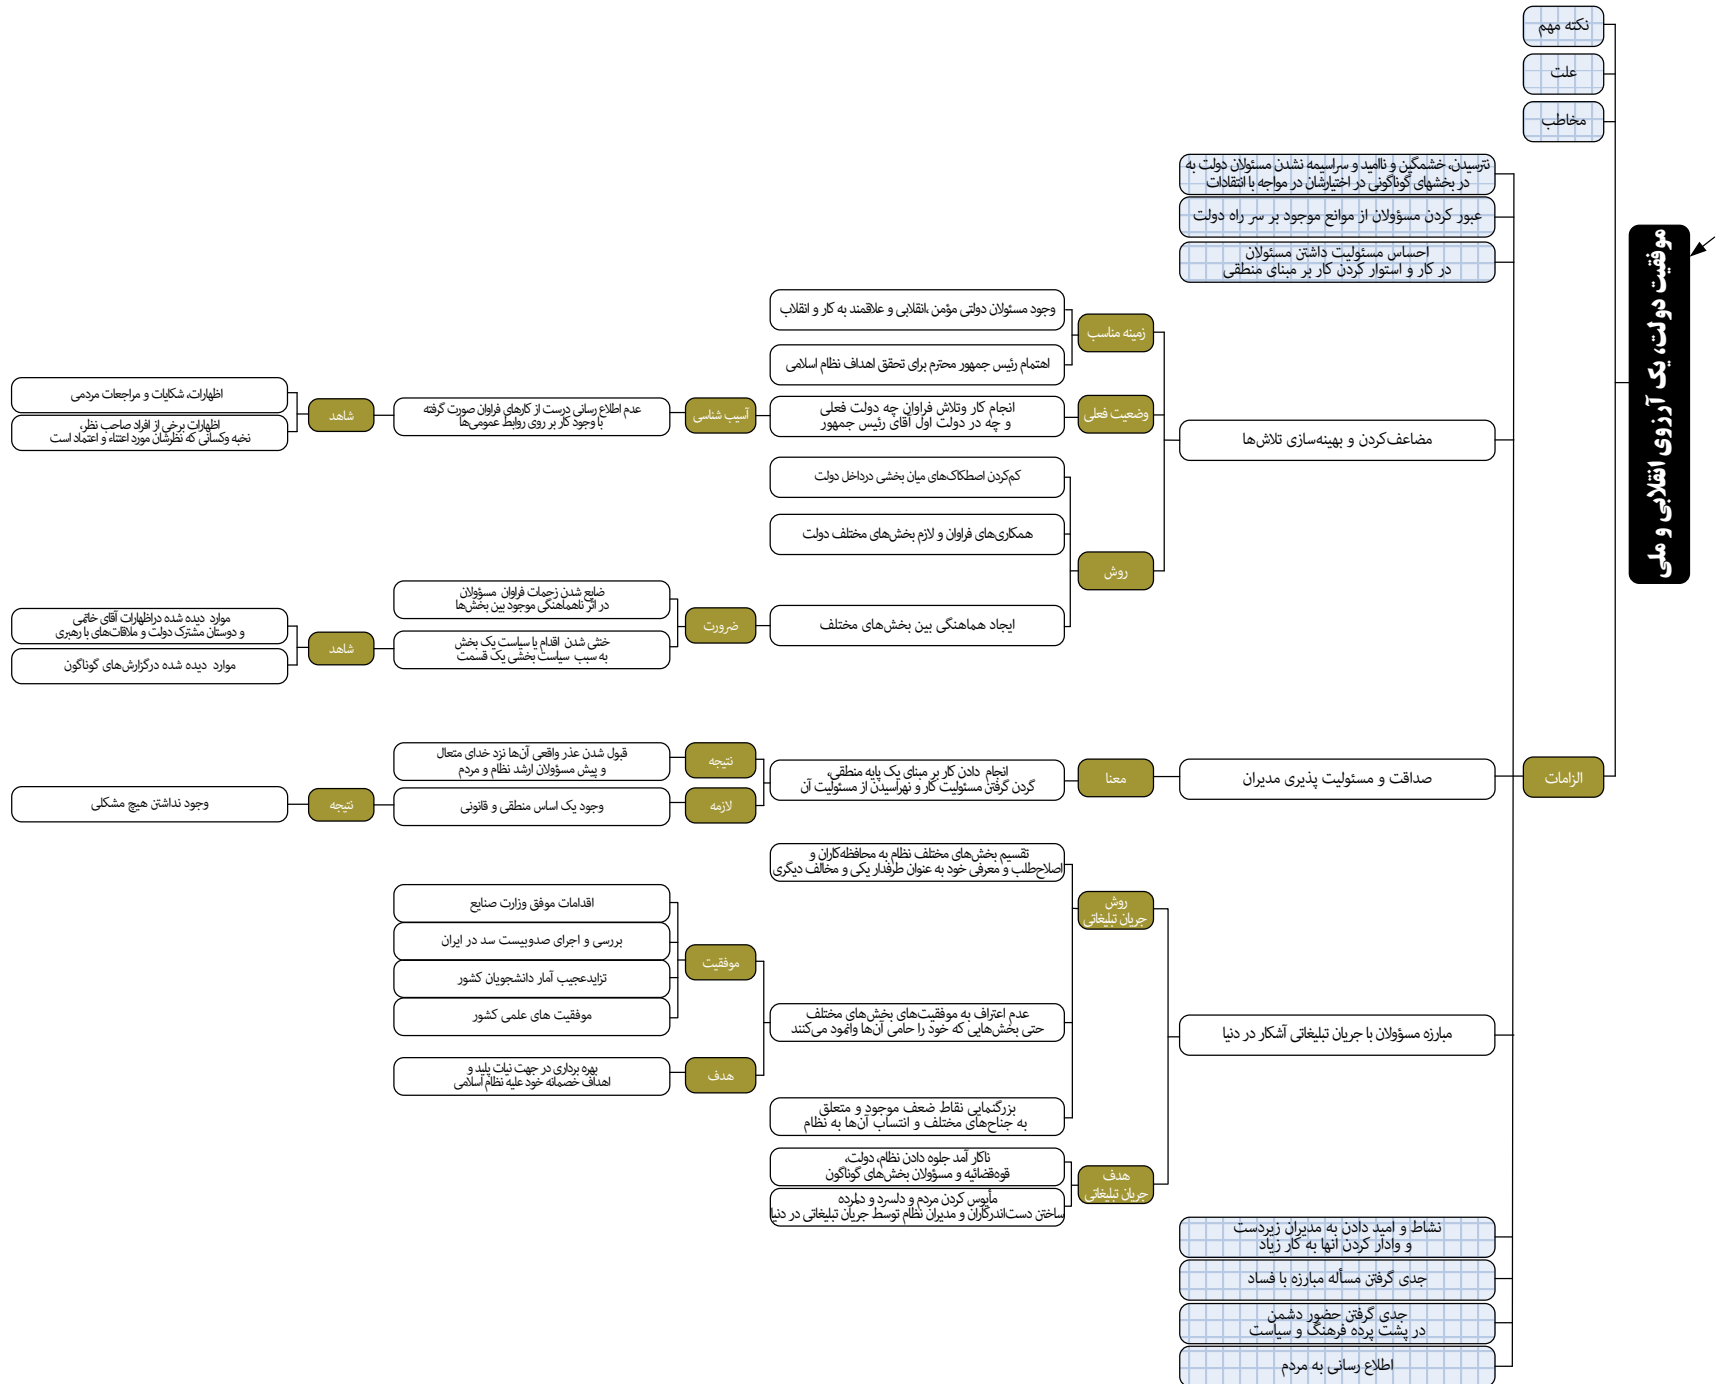 موفقیت دولت، یک آرزوی انقلابی و ملی
نکته مهم
علت
مخاطب
الزامات
نترسیدن، خشمگین و ناامید و سراسیمه نشدن مسئولان دولت به
در بخشهای گوناگونی در اختیارشان در مواجه با انتقادات
عبور کردن مسؤولان از موانع موجود بر سر راه دولت
احساس مسئولیت داشتن مسئولان
در کار و استوار کردن کار بر مبنای منطقی
مضاعف‌کردن و بهینه‌سازی تلاش‌ها
زمینه مناسب
وجود مسئولان دولتی مؤمن ،انقلابی و علاقمند به کار و انقلاب
اهتمام رئیس جمهور محترم برای تحقق اهداف نظام اسلامی
وضعیت فعلی
انجام کار وتلاش فراوان چه دولت فعلی
و چه در دولت اول آقای رئیس جمهور
آسیب شناسی
عدم اطلاع رسانی درست از کارهای فراوان صورت گرفته
با وجود کار بر روی روابط عمومی‌ها
شاهد
اظهارات، شکایات و مراجعات مردمی
اظهارات برخی از افراد صاحب نظر،
نخبه وکسانی که نظرشان مورد اعتناء و اعتماد است
روش
کم‌کردن اصطکاک‌های میان بخشی درداخل دولت
همکاری‌های فراوان و لازم بخش‌های مختلف دولت
ایجاد هماهنگی بین بخش‌های مختلف
ضرورت
ضایع شدن زحمات فراوان مسؤولان
در اثر ناهماهنگی موجود بین بخش‌ها
خنثی شدن اقدام یا سیاست یک بخش
به سبب سیاست بخشی یک قسمت
شاهد
موارد دیده شده دراظهارات آقای خاتمی
و دوستان مشترک دولت و ملاقات‌های با رهبری
موارد دیده شده درگزارش‌های گوناگون
صداقت و مسئولیت پذیری مدیران
معنا
انجام دادن کار بر مبنای یک پایه منطقی،
گردن گرفتن مسئولیت کار و نهراسیدن از مسئولیت آن
نتیجه
قبول شدن عذر واقعی آن‌ها نزد خدای متعال
و پیش مسؤولان ارشد نظام و مردم
لازمه
وجود یک اساس منطقی و قانونی
نتیجه
وجود نداشتن هیچ مشکلی
مبارزه مسؤولان با جریان تبلیغاتی آشکار در دنیا
روش
جریان تبلیغاتی
تقسیم بخش‌های مختلف نظام به محافظه‌کاران و
اصلاح‌طلب و معرفی خود به عنوان طرفدار یکی و مخالف دیگری
عدم اعتراف به موفقیت‌های بخش‌های مختلف
حتی بخش‌هایی که خود را حامی آن‌ها وانمود می‌کنند
موفقیت
اقدامات موفق وزارت صنایع
بررسی و اجرای صدوبیست سد در ایران
تزایدعجیب آمار دانشجویان کشور
موفقیت های علمی کشور
هدف
بهره برداری در جهت نیات پلید و
اهداف خصمانه خود علیه نظام اسلامی
بزرگنمایی نقاط ضعف موجود و متعلق
به جناح‌های مختلف و انتساب آن‌ها به نظام
هدف
جریان تبلیغاتی
ناکار آمد جلوه دادن نظام، دولت،
قوه‌قضائیه و مسؤولان بخش‌های گوناگون
مأیوس کردن مردم و دلسرد و دلمرده
ساختن دست‌اندرکاران و مدیران نظام توسط جریان تبلیغاتی در دنیا
نشاط و امید دادن به مدیران زیردست
و وادار کردن انها به کار زیاد
جدی گرفتن مسأله مبارزه با فساد
جدی گرفتن حضور دشمن
در پشت پرده فرهنگ و سیاست
اطلاع رسانی به مردم